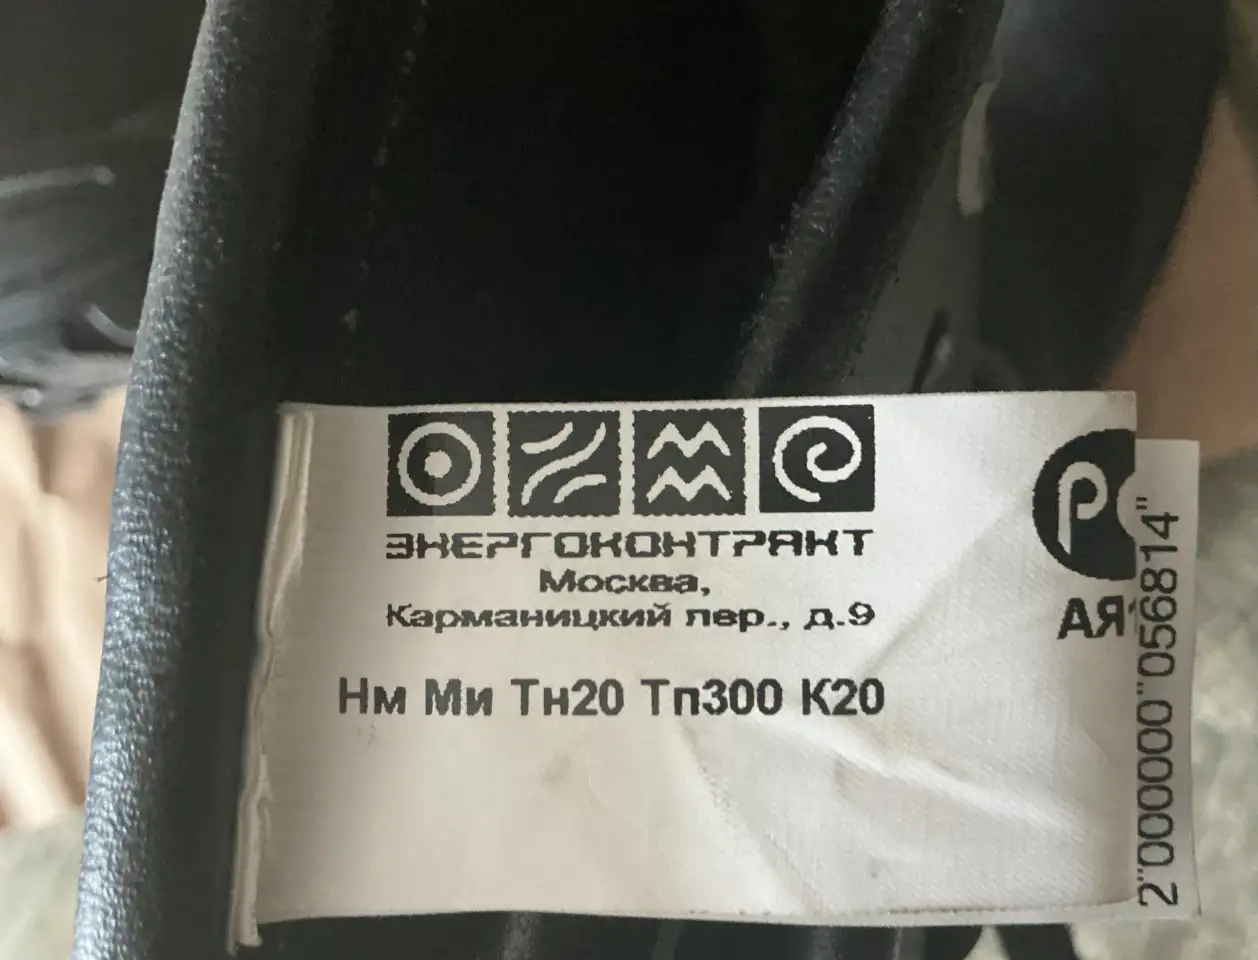 ЭНЕРГОКОНТРАКТ
Москва,
Карманицкий пер., д.9
Нм Ми Тн20 Тп300 К20
АЯ
2"000000"056814"